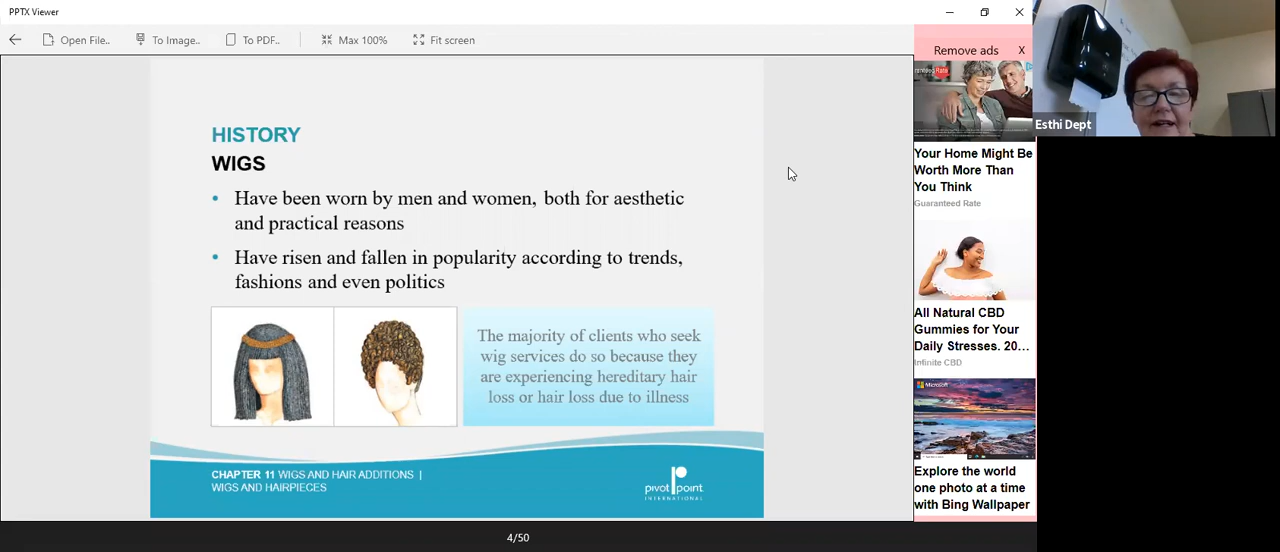 PPTX Viewer
Open File..
To Image..
To PDF..
Max 100%
Fit screen
HISTORY
WIGS
• Have been worn by men and women, both for aesthetic
and practical reasons
• Have risen and fallen in popularity according to trends,
fashions and even politics
The majority of clients who seek
wig services do so because they
are experiencing hereditary hair
loss or hair loss due to illness
CHAPTER 11 WIGS AND HAIR ADDITIONS |
WIGS AND HAIRPIECES
pivot point
INTERNATIONAL
4/50
Remove ads X
Your Home Might Be
Worth More Than
You Think
Guaranteed Rate
All Natural CBD
Gummies for Your
Daily Stresses. 20...
Infinite CBD
Microsoft
Explore the world
one photo at a time
with Bing Wallpaper
Esthi Dept